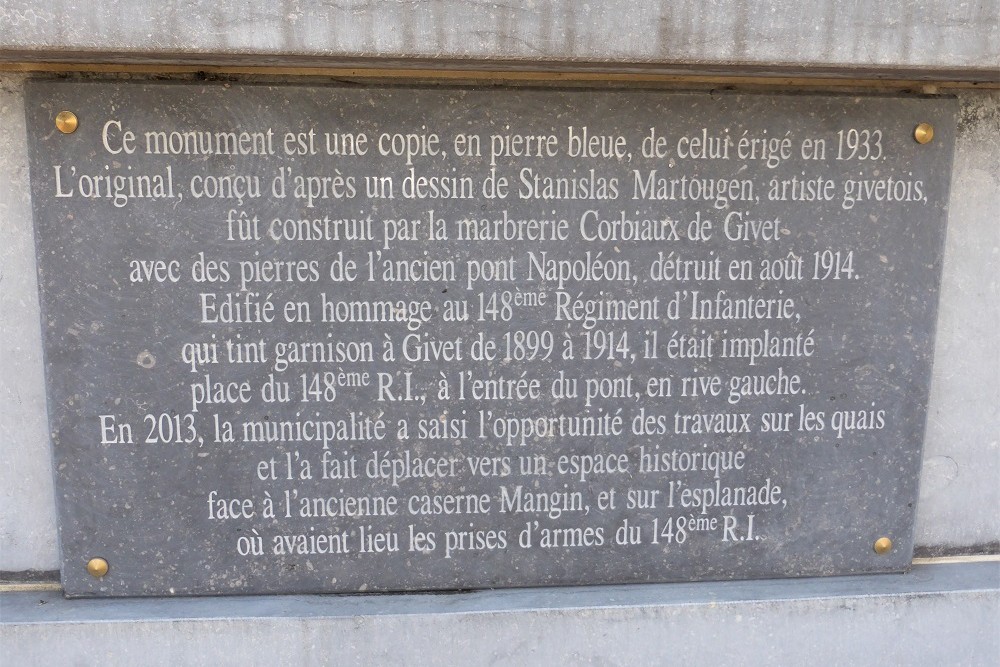 Ce monument est une copie, en pierre bleue, de celui érigé en 1933.
L'original, conçu d'après un dessin de Stanislas Martougen, artiste givetois,
fût construit par la marbrerie Corbiaux de Givet
avec des pierres de l'ancien pont Napoléon, détruit en août 1914.
Edifié en hommage au 148ème Régiment d'Infanterie,
qui tint garnison à Givet de 1899 à 1914, il était implanté
place du 148ème R.I., à l'entrée du pont, en rive gauche.
En 2013, la municipalité a saisi l'opportunité des travaux sur les quais
et l'a fait déplacer vers un espace historique
face à l'ancienne caserne Mangin, et sur l'esplanade,
où avaient lieu les prises d'armes du 148ème R.I.